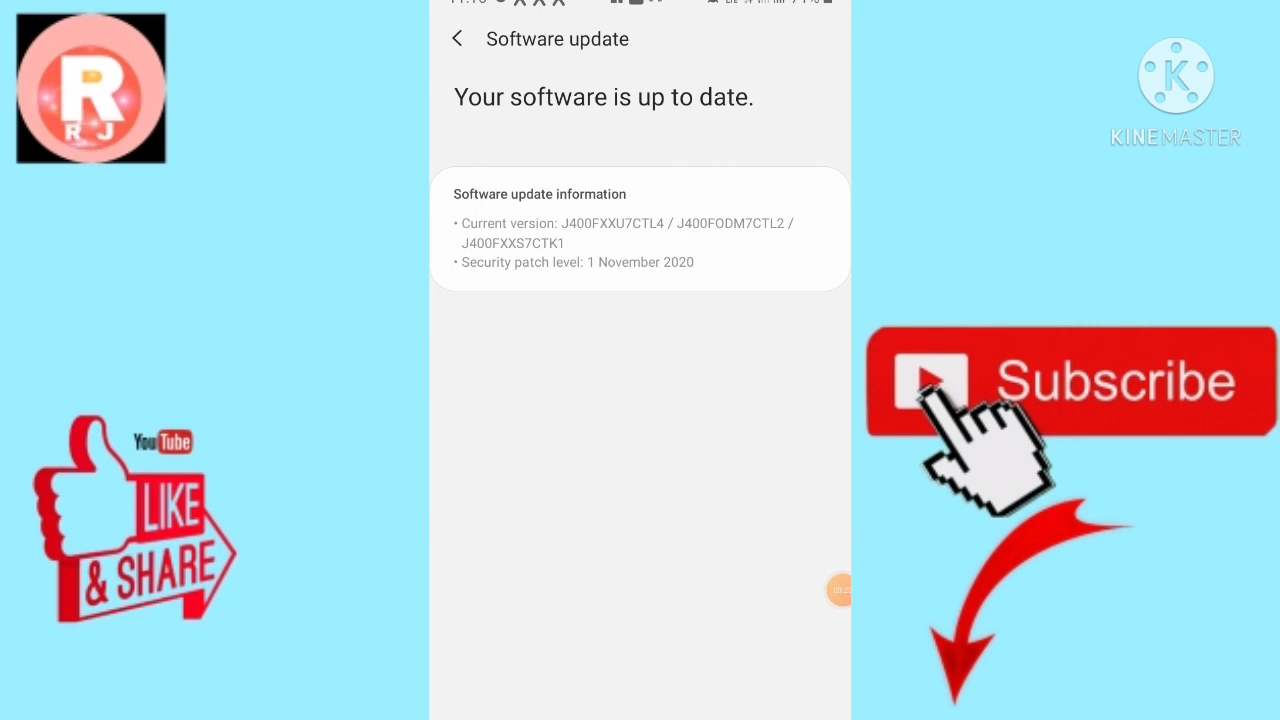 R
R J
Software update
KINEMASTER
Your software is up to date.
Software update information
• Current version: J400FXXU7CTL4 / J400FODM7CTL2 /
J400FXXS7CTK1
• Security patch level: 1 November 2020
Subscribe
YouTube
LIKE
& SHARE